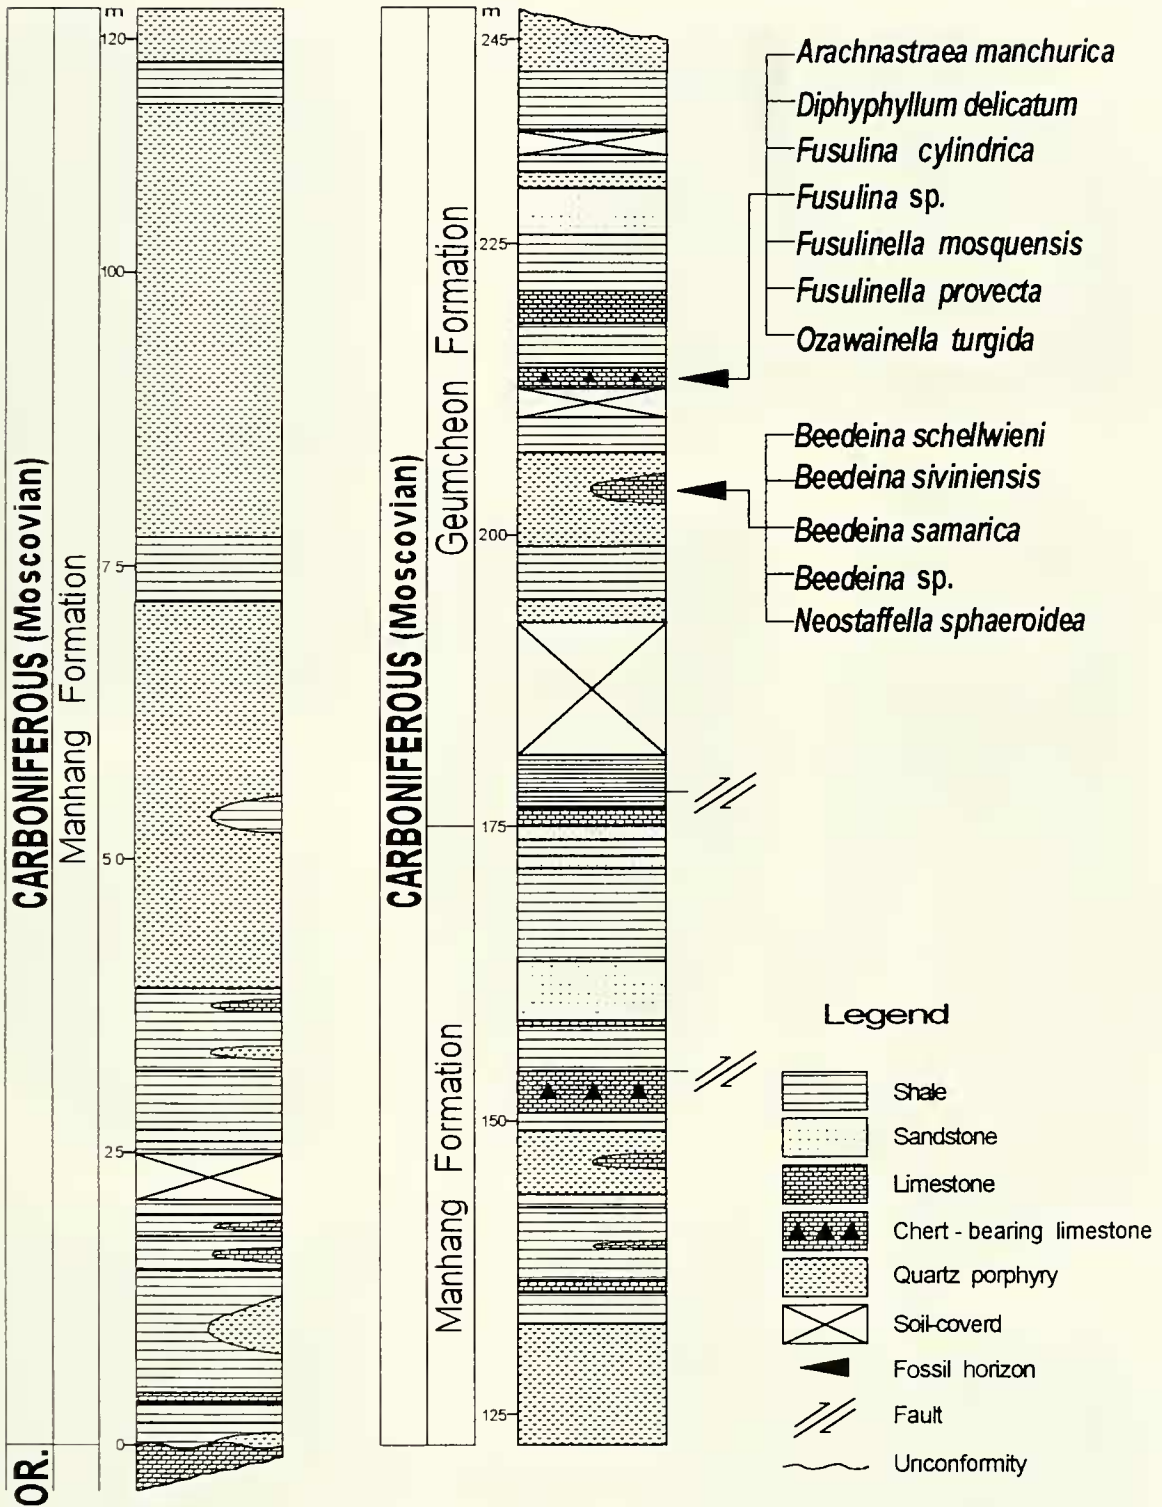 CARBONIFEROUS (Moscovian)
OR.
Manhang Formation
m
120
100
75
50
25
0
CARBONIFEROUS (Moscovian)
Geumcheon Formation
Manhang Formation
m
245
225
200
175
150
125
Arachnastraea manchurica
Diphyphyllum delicatum
Fusulina cylindrica
Fusulina sp.
Fusulinella mosquensis
Fusulinella provecta
Ozawainella turgida
Beedeina schellwieni
Beedeina siviniensis
Beedeina samarica
Beedeina sp.
Neostaffella sphaeroidea
Legend
Shale
Sandstone
Limestone
Chert - bearing limestone
Quartz porphyry
Soil-coverd
Fossil horizon
Fault
Unconformity